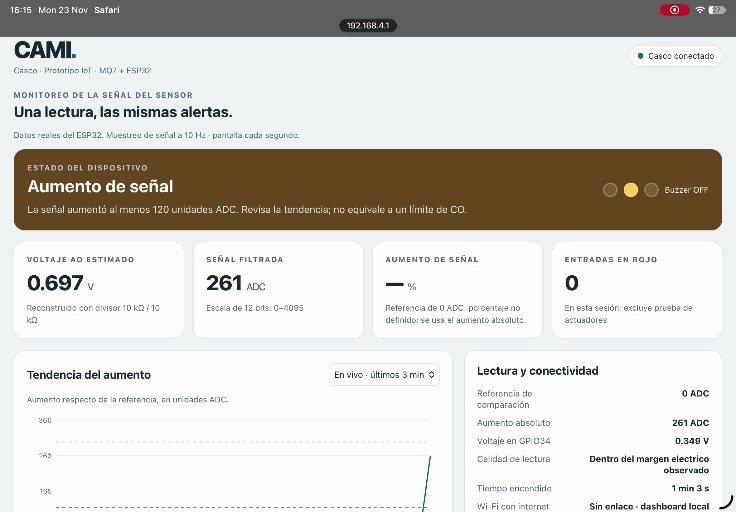 16:15 Mon 23 Nov Safari
27
192.168.4.1
CAMI.
Casco · Prototipo IoT · MQ7 + ESP32
Casco conectado
MONITOREO DE LA SEÑAL DEL SENSOR
Una lectura, las mismas alertas.
Datos reales del ESP32. Muestreo de señal a 10 Hz · pantalla cada segundo.
ESTADO DEL DISPOSITIVO
Aumento de señal
La señal aumentó al menos 120 unidades ADC. Revisa la tendencia; no equivale a un límite de CO.
Buzzer OFF
VOLTAJE AO ESTIMADO
0.697 V
Reconstruido con divisor 10 kΩ / 10
kΩ
SEÑAL FILTRADA
261 ADC
Escala de 12 bits: 0–4095
AUMENTO DE SEÑAL
— %
Referencia de 0 ADC: porcentaje no
definido; se usa el aumento absoluto.
ENTRADAS EN ROJO
0
En esta sesión; excluye prueba de
actuadores
Tendencia del aumento
En vivo · últimos 3 min
Aumento respecto de la referencia, en unidades ADC.
360
263
165
Lectura y conectividad
Referencia de
comparación
0 ADC
Aumento absoluto
261 ADC
Voltaje en GPIO34
0.349 V
Calidad de lectura
Dentro del margen electrico
observado
Tiempo encendido
1 min 3 s
Wi-Fi con internet
Sin enlace · dashboard local